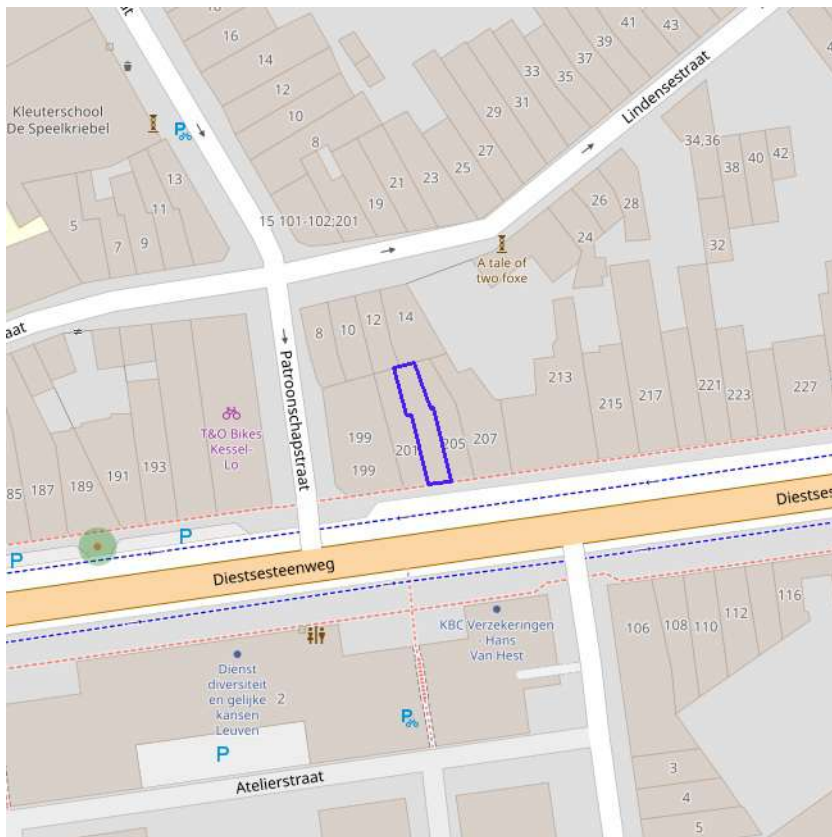 ut
16
14
12
10
8
Kleuterschool
De Speelkriebel
P
13
11
5
7
9
15 101-102;201
19
21
23
25
27
29
31
33
35
37
39
41
43
Lindensestraat
34,36
38
40
42
32
26
28
24
A tale of
two foxe
aat
≠
8
10
12
14
Patroonschapstraat
T&O Bikes
Kessel-
Lo
185
187
189
191
193
199
199
201
205
207
213
215
217
221
223
227
P
P
Diestsesteenweg
Diestses
KBC Verzekeringen
- Hans
Van Hest
Dienst
diversiteit
en gelijke
kansen
Leuven
2
P
P
Atelierstraat
106
108
110
112
116
3
4
5